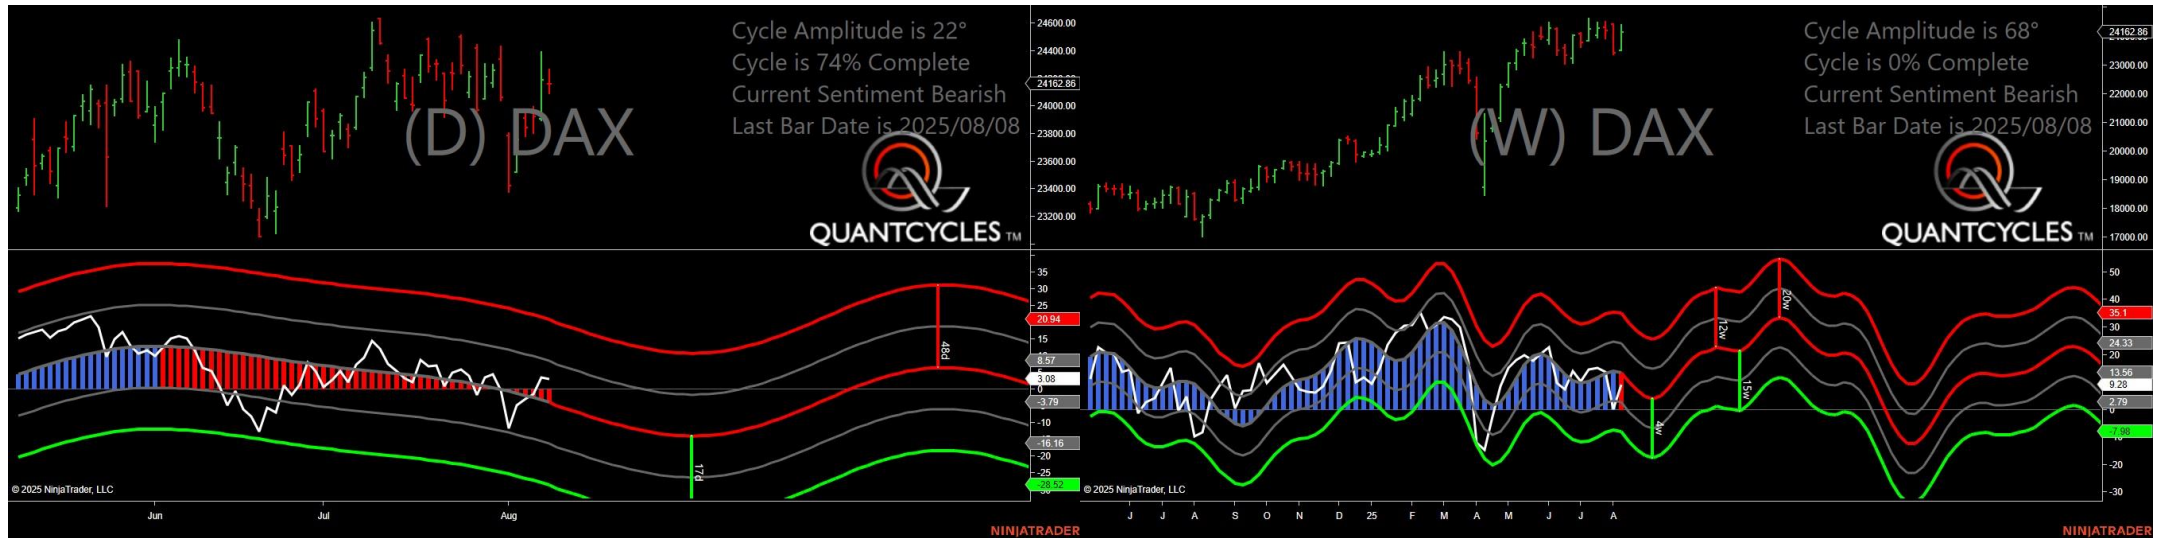 Cycle Amplitude is 22°
Cycle is 74% Complete
Current Sentiment Bearish
Last Bar Date is 2025/08/08
(D) DAX
QUANTCYCLES TM
24600.00
24400.00
24162.86
24000.00
23800.00
23600.00
23400.00
23200.00
35
30
25
20.94
15
8.57
3.08
0
-3.79
-10
-16.16
-20
-25
-28.52
48d
17d
© 2025 NinjaTrader, LLC
Jun
Jul
Aug
NINJATRADER
Cycle Amplitude is 68°
Cycle is 0% Complete
Current Sentiment Bearish
Last Bar Date is 2025/08/08
(W) DAX
QUANTCYCLES TM
24162.86
23000.00
22000.00
21000.00
20000.00
19000.00
18000.00
17000.00
50
40
35.1
30
24.33
20
13.56
9.28
2.79
0
-7.98
-20
-30
12w
20w
15w
4w
© 2025 NinjaTrader, LLC
J
J
A
S
O
N
D
25
F
M
A
M
J
J
A
NINJATRADER